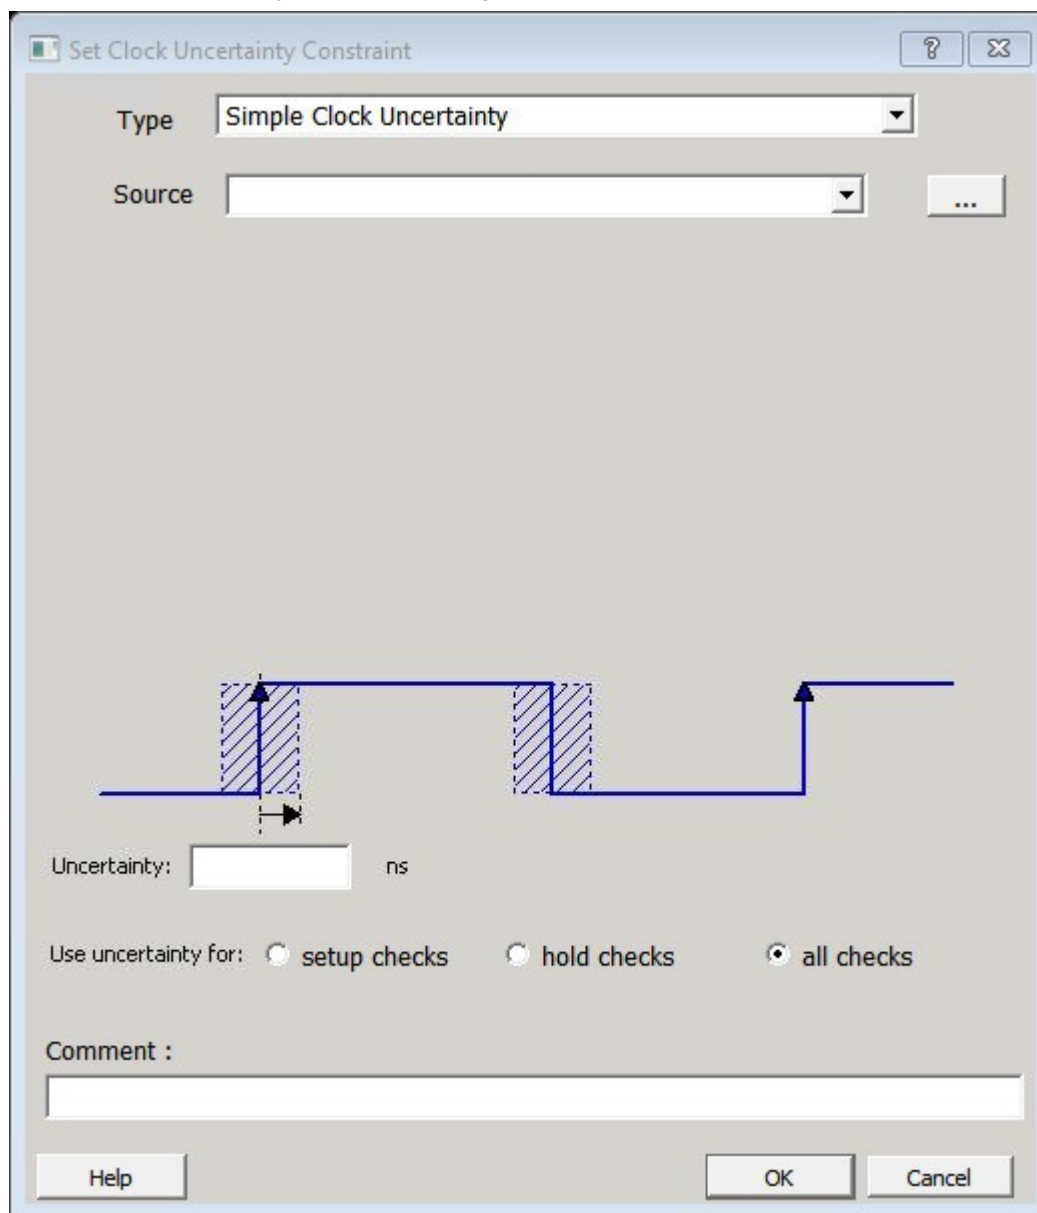 Set Clock Uncertainty Constraint
Type Simple Clock Uncertainty
Source ...
Uncertainty: ns
Use uncertainty for: setup checks hold checks all checks
Comment :
Help OK Cancel